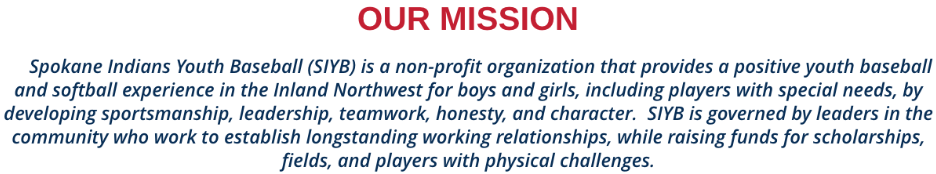 OUR MISSION
Spokane Indians Youth Baseball (SIYB) is a non-profit organization that provides a positive youth baseball
and softball experience in the Inland Northwest for boys and girls, including players with special needs, by
developing sportsmanship, leadership, teamwork, honesty, and character.  SIYB is governed by leaders in the
community who work to establish longstanding working relationships, while raising funds for scholarships,
fields, and players with physical challenges.